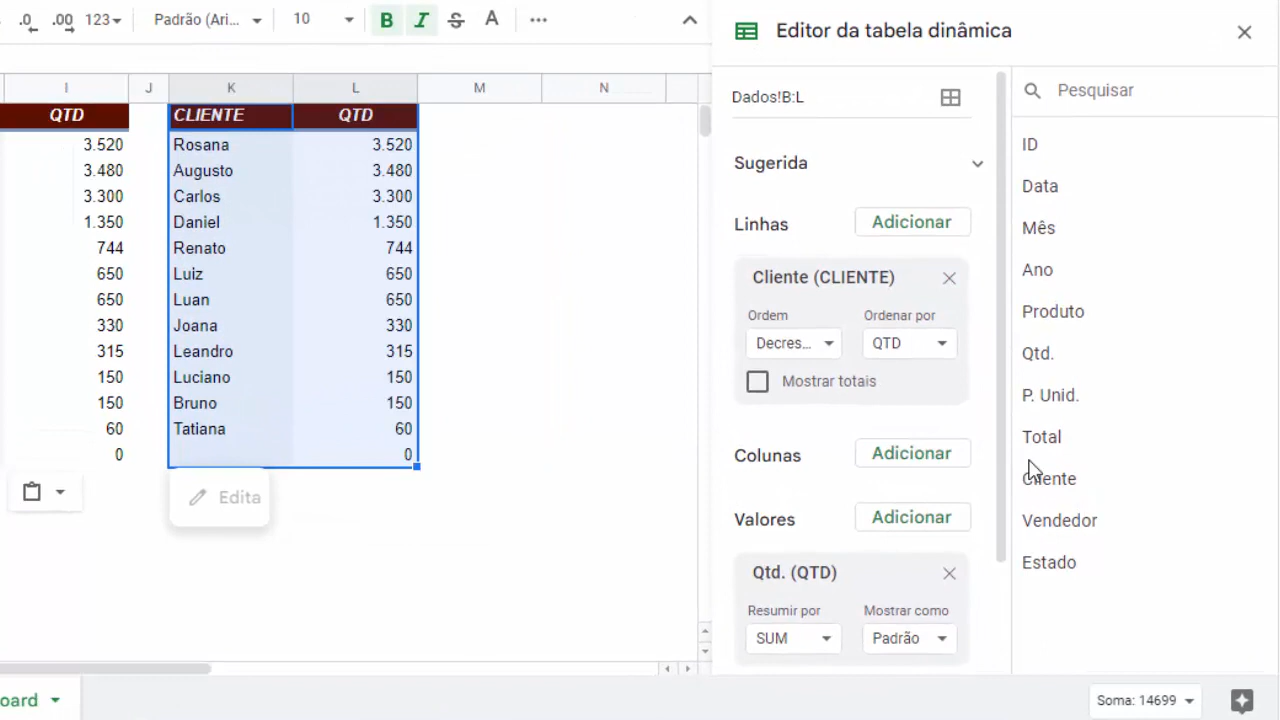 .0 .00 123 Padrão (Ari... 10 B I S A
I J K L M N
QTD CLIENTE QTD
3.520 Rosana 3.520
3.480 Augusto 3.480
3.300 Carlos 3.300
1.350 Daniel 1.350
744 Renato 744
650 Luiz 650
650 Luan 650
330 Joana 330
315 Leandro 315
150 Luciano 150
150 Bruno 150
60 Tatiana 60
0 0
Edita
oard
Editor da tabela dinâmica
Dados!B:L
Sugerida
Linhas Adicionar
Cliente (CLIENTE)
Ordem Ordenar por
Decres... QTD
Mostrar totais
Colunas Adicionar
Valores Adicionar
Qtd. (QTD)
Resumir por Mostrar como
SUM Padrão
Pesquisar
ID
Data
Mês
Ano
Produto
Qtd.
P. Unid.
Total
Cliente
Vendedor
Estado
Soma: 14699